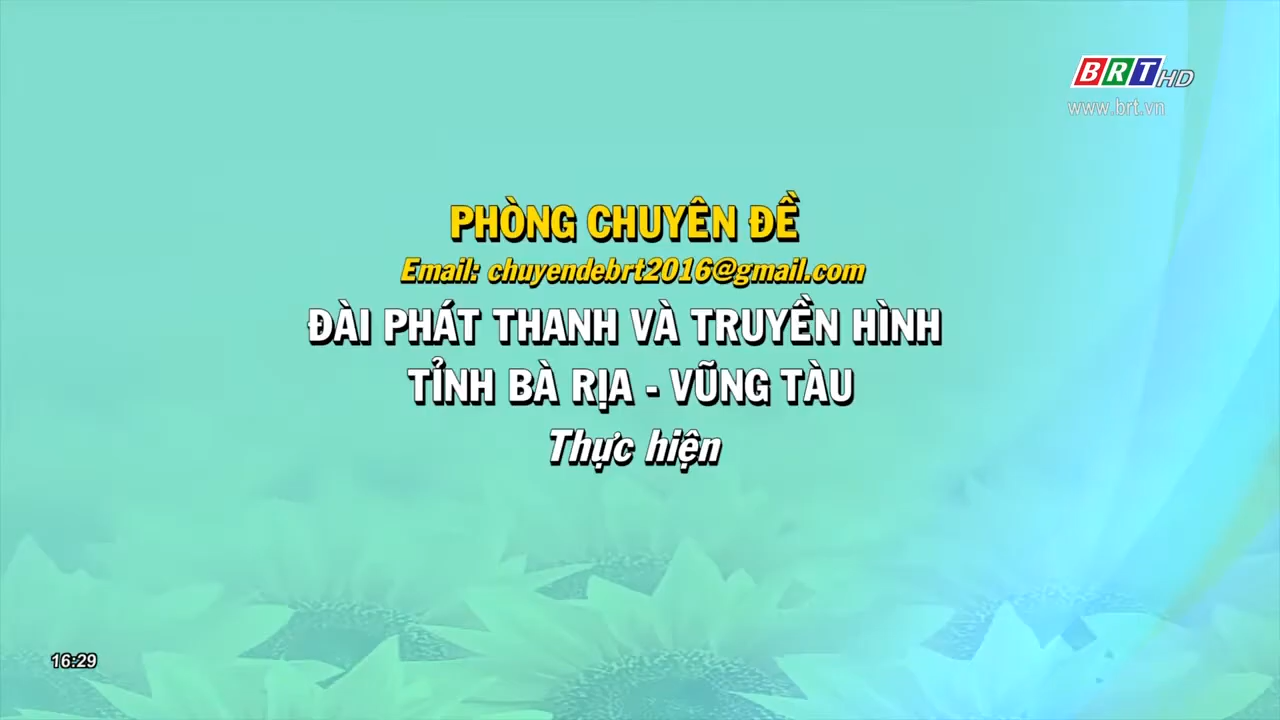 BRT HD
www.brt.vn
PHÒNG CHUYÊN ĐỀ
Email: chuyendebrt2016@gmail.com
ĐÀI PHÁT THANH VÀ TRUYỀN HÌNH
TỈNH BÀ RỊA - VŨNG TÀU
Thực hiện
16:29